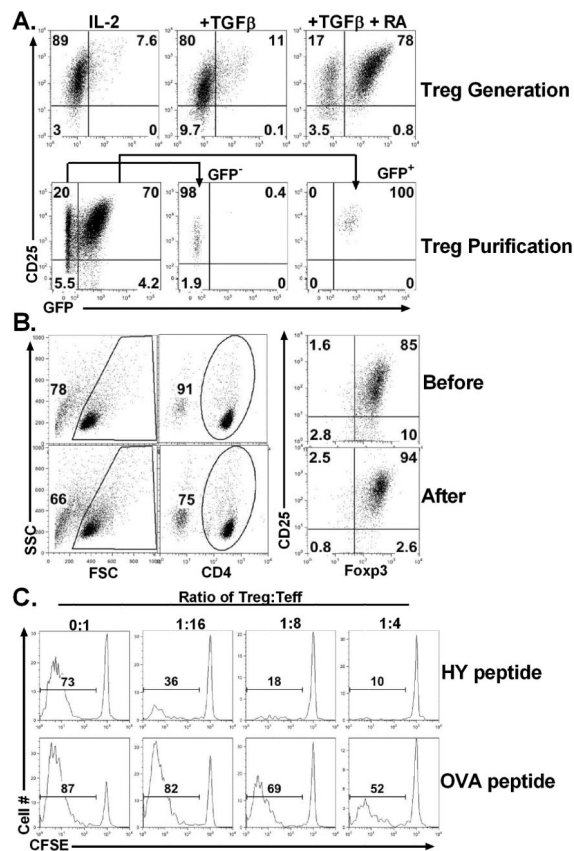 A.
IL-2 +TGFβ +TGFβ + RA
89 7.6 80 11 17 78
3 0 9.7 0.1 3.5 0.8
Treg Generation
GFP- GFP+
20 70 98 0.4 0 100
5.5 4.2 1.9 0 0 0
Treg Purification
CD25
GFP
B.
78 91 1.6 85
2.8 10
Before
66 75 2.5 94
0.8 2.6
After
SSC
FSC CD4
CD25
Foxp3
C.
Ratio of Treg:Teff
0:1 1:16 1:8 1:4
73 36 18 10
HY peptide
87 82 69 52
OVA peptide
Cell #
CFSE